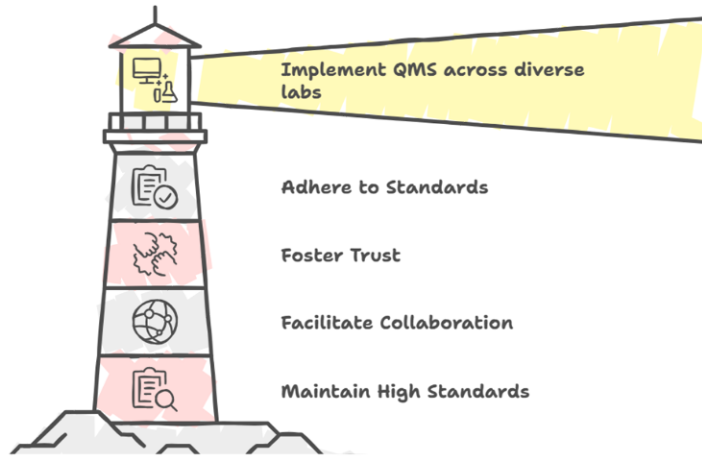 Implement QMS across diverse
labs
Adhere to Standards
Foster Trust
Facilitate Collaboration
Maintain High Standards